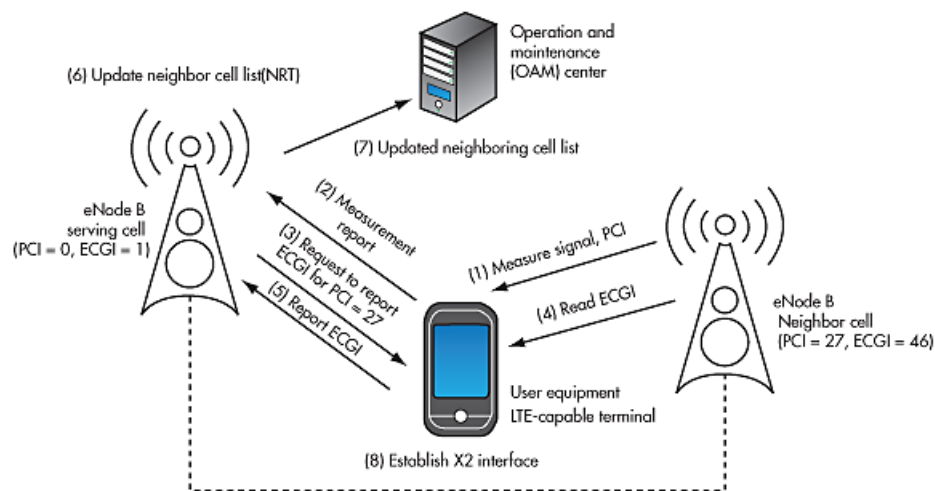 Operation and
maintenance
(OAM) center
(6) Update neighbor cell list(NRT)
(7) Updated neighboring cell list
eNode B
serving cell
(PCI = 0, ECGI = 1)
(2) Measurement
report
(3) Request to report
ECGI for PCI = 27
(5) Report ECGI
(1) Measure signal, PCI
(4) Read ECGI
eNode B
Neighbor cell
(PCI = 27, ECGI = 46)
User equipment
LTE-capable terminal
(8) Establish X2 interface